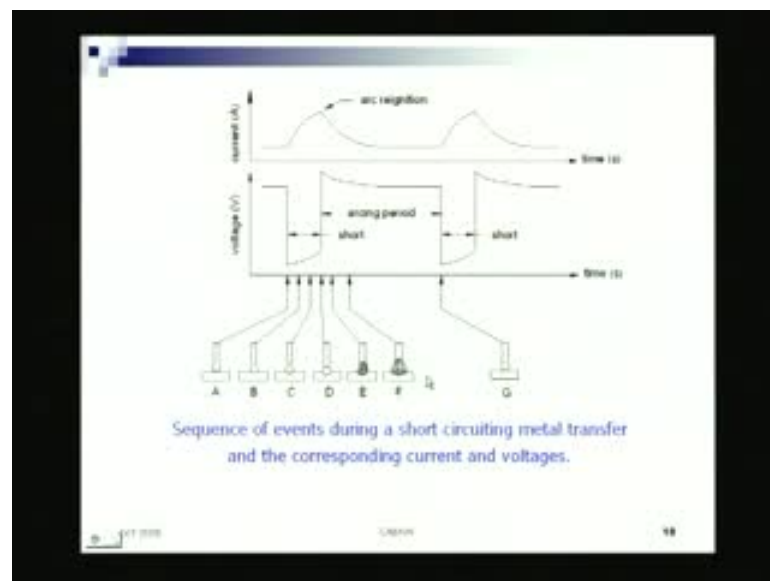 current (A)
arc reignition
time (s)
voltage (V)
arcing period
short
short
time (s)
A B C D E F G
Sequence of events during a short circuiting metal transfer
and the corresponding current and voltages.